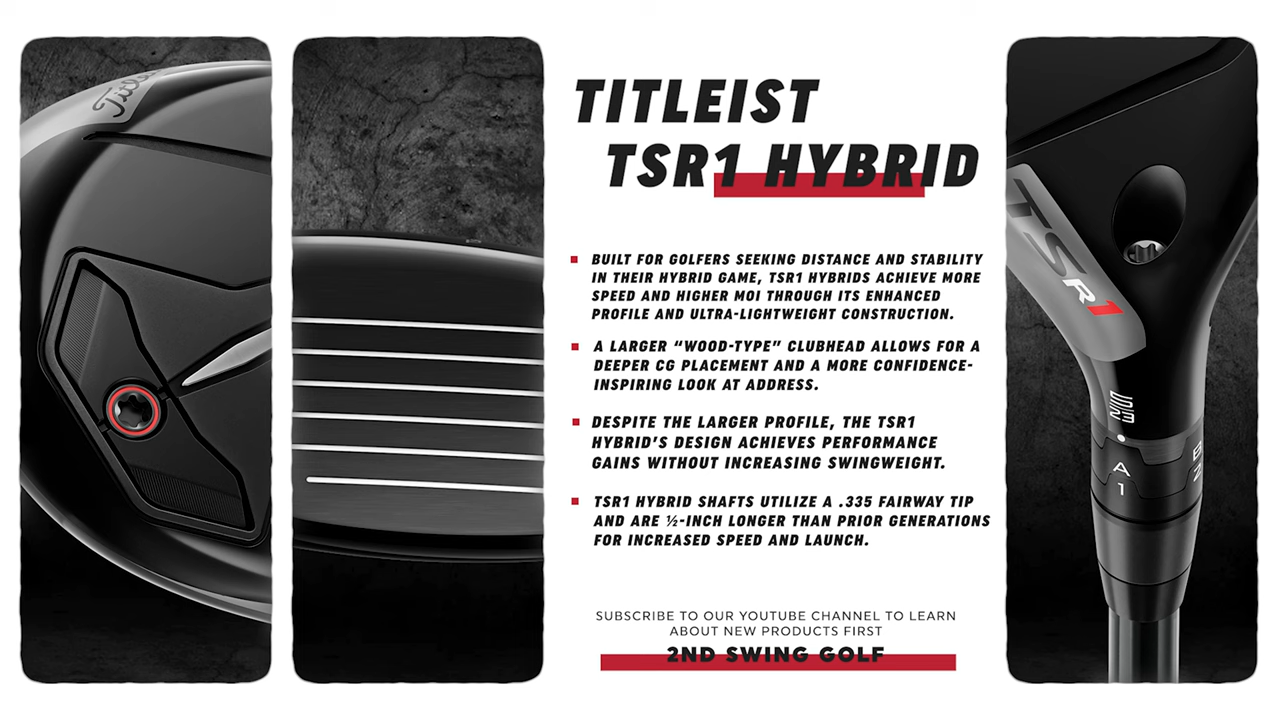 Titleist
TITLEIST
TSR1 HYBRID
BUILT FOR GOLFERS SEEKING DISTANCE AND STABILITY
IN THEIR HYBRID GAME, TSR1 HYBRIDS ACHIEVE MORE
SPEED AND HIGHER MOI THROUGH ITS ENHANCED
PROFILE AND ULTRA-LIGHTWEIGHT CONSTRUCTION.
A LARGER “WOOD-TYPE” CLUBHEAD ALLOWS FOR A
DEEPER CG PLACEMENT AND A MORE CONFIDENCE-
INSPIRING LOOK AT ADDRESS.
DESPITE THE LARGER PROFILE, THE TSR1
HYBRID’S DESIGN ACHIEVES PERFORMANCE
GAINS WITHOUT INCREASING SWINGWEIGHT.
TSR1 HYBRID SHAFTS UTILIZE A .335 FAIRWAY TIP
AND ARE ½-INCH LONGER THAN PRIOR GENERATIONS
FOR INCREASED SPEED AND LAUNCH.
SUBSCRIBE TO OUR YOUTUBE CHANNEL TO LEARN
ABOUT NEW PRODUCTS FIRST
2ND SWING GOLF
TSR1
A
1